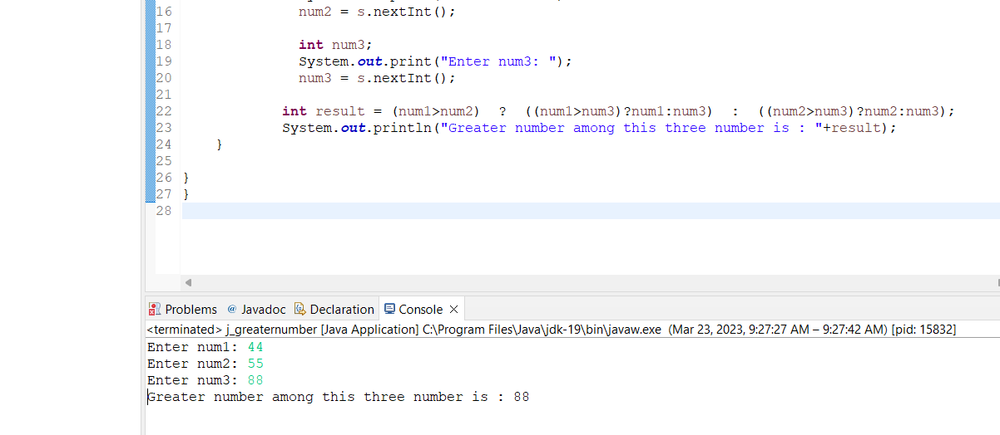 16 num2 = s.nextInt();
17
18 int num3;
19 System.out.print("Enter num3: ");
20 num3 = s.nextInt();
21
22 int result = (num1>num2) ? ((num1>num3)?num1:num3) : ((num2>num3)?num2:num3);
23 System.out.println("Greater number among this three number is : "+result);
24 }
25
26 }
27 }
28
Problems @ Javadoc Declaration Console
<terminated> j_greaternumber [Java Application] C:\Program Files\Java\jdk-19\bin\javaw.exe (Mar 23, 2023, 9:27:27 AM – 9:27:42 AM) [pid: 15832]
Enter num1: 44
Enter num2: 55
Enter num3: 88
Greater number among this three number is : 88